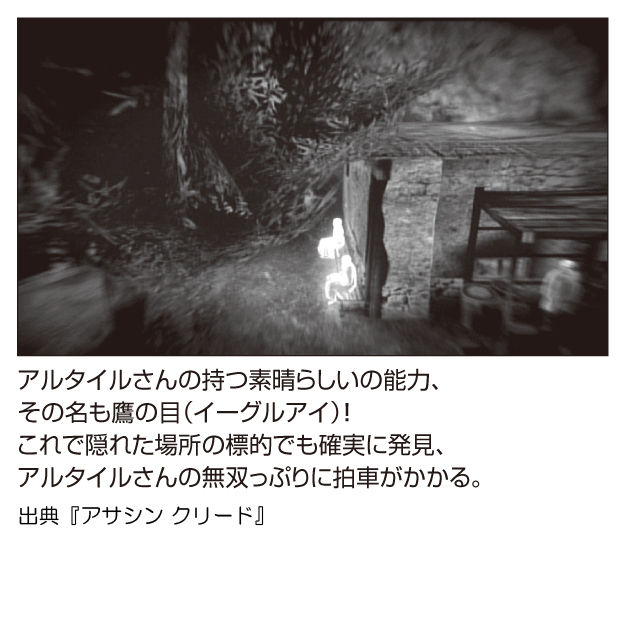 アルタイルさんの持つ素晴らしいの能力、
その名も鷹の目(イーグルアイ)!
これで隠れた場所の標的でも確実に発見、
アルタイルさんの無双っぷりに拍車がかかる。
出典『アサシン クリード』